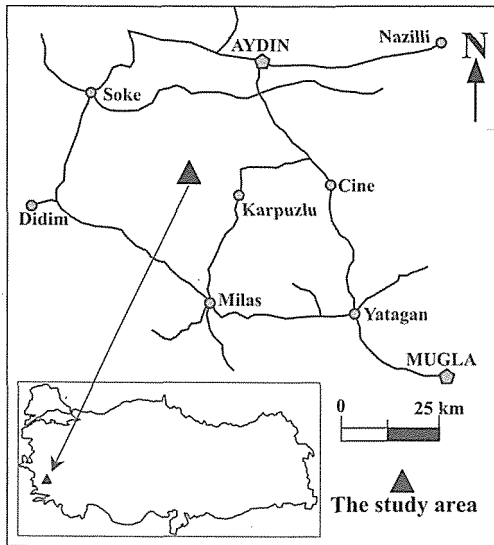 Nazilli
AYDIN
N
Soke
Cine
Karpuzlu
Didim
Milas
Yatagan
MUGLA
0 25 km
The study area